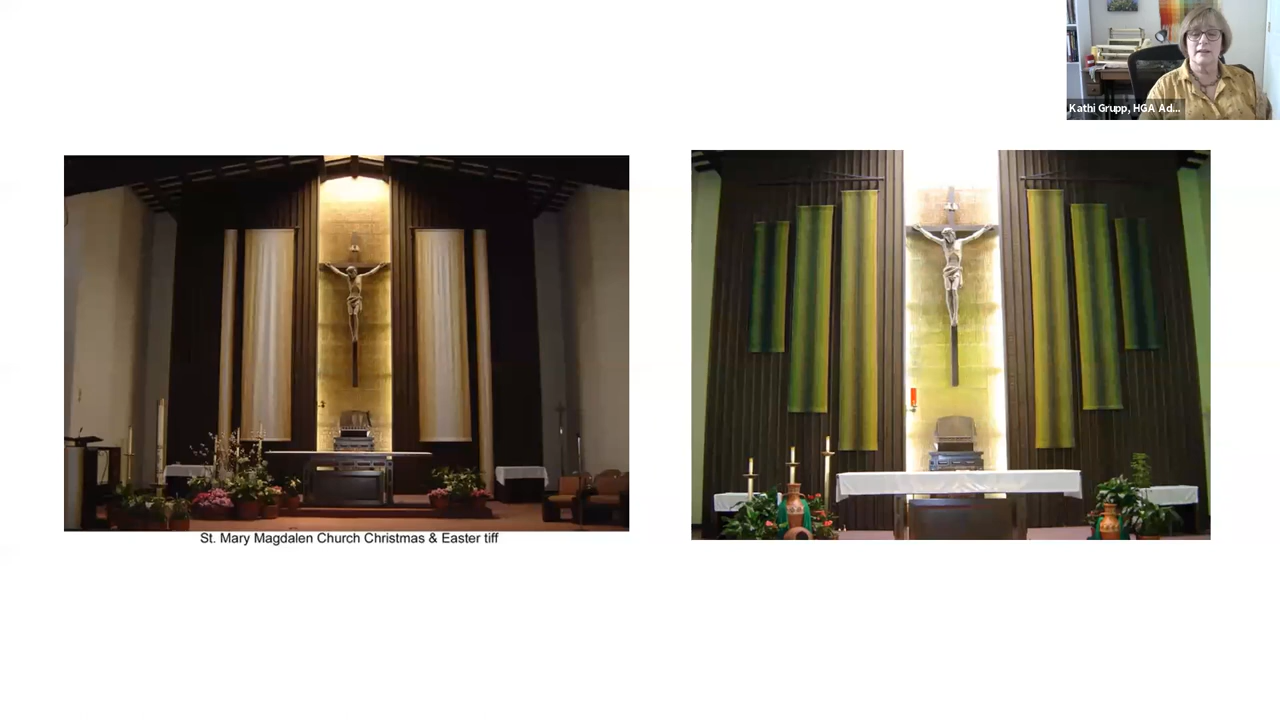 Kathi Grupp, HGA Ad...
St. Mary Magdalen Church Christmas & Easter tiff